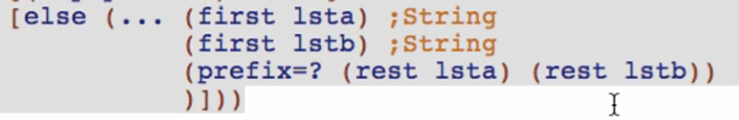 [else (... (first lsta) ;String
(first lstb) ;String
(prefix=? (rest lsta) (rest lstb))
)]))